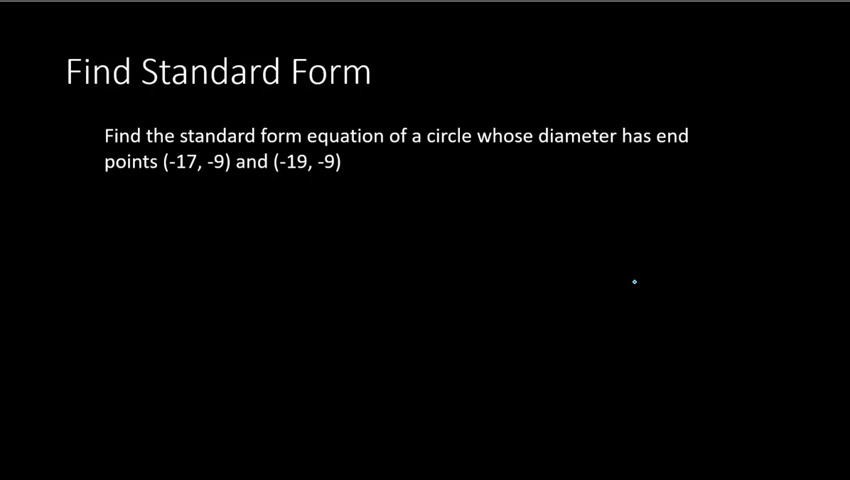 Find Standard Form
Find the standard form equation of a circle whose diameter has end
points (-17, -9) and (-19, -9)